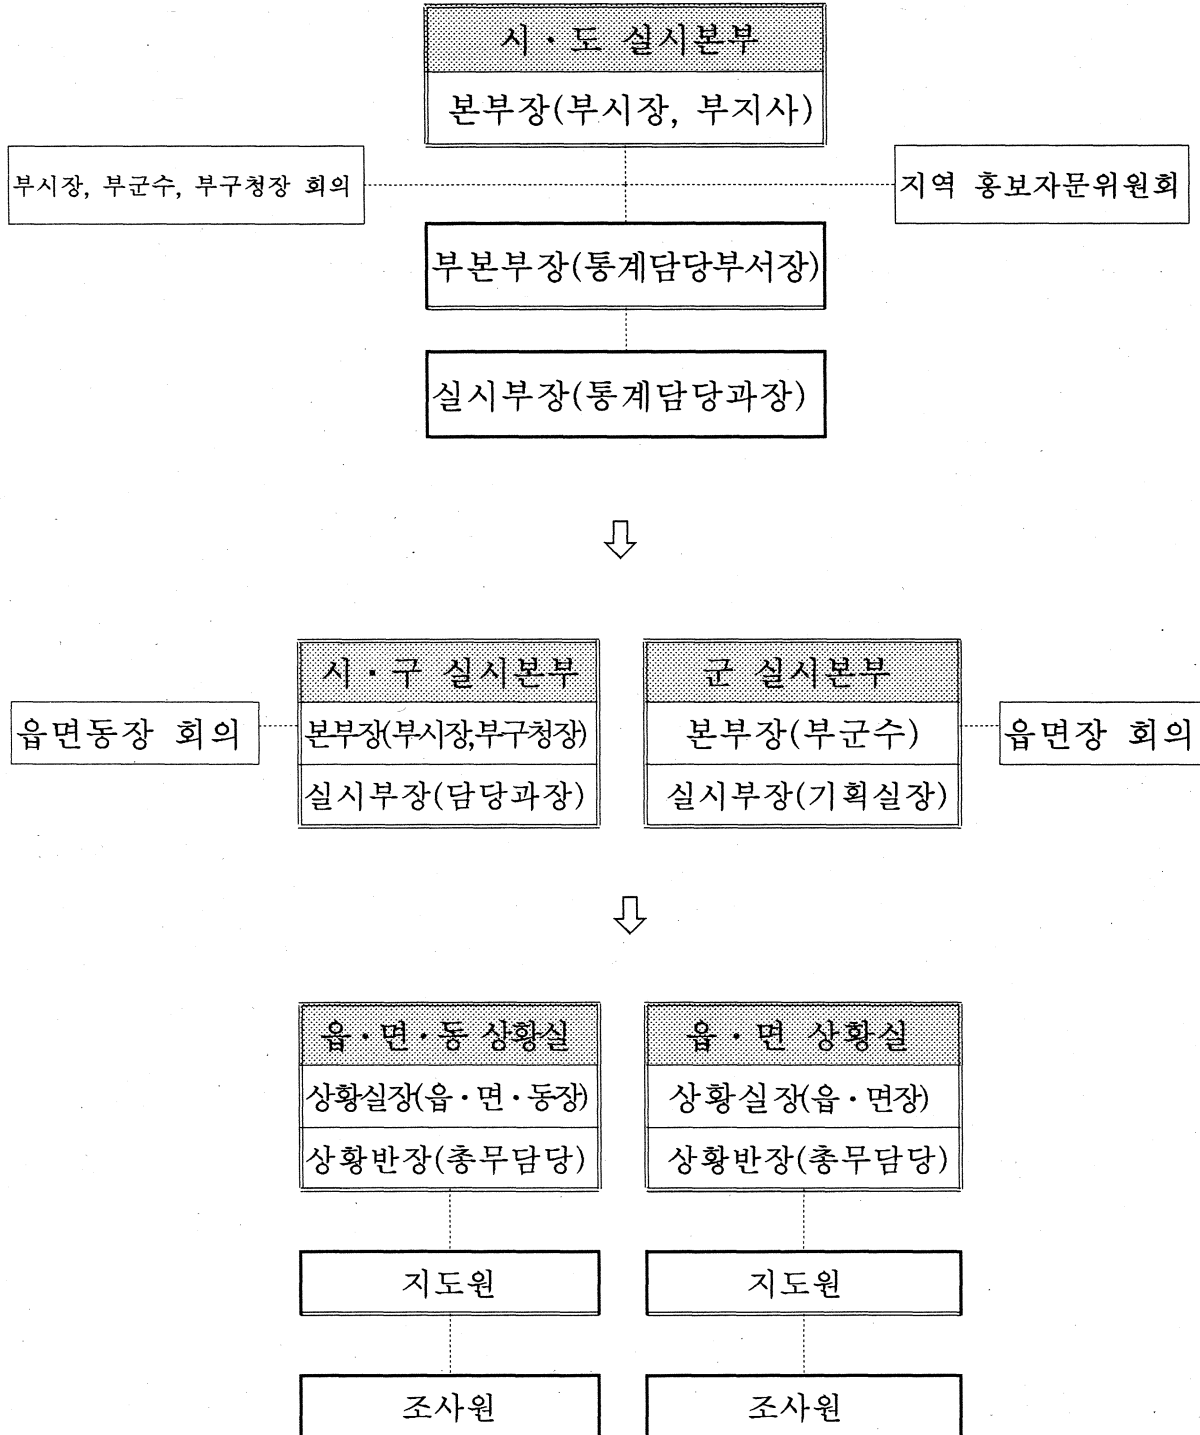 시·도 실시본부
본부장(부시장, 부지사)
부시장, 부군수, 부구청장 회의
지역 홍보자문위원회
부본부장(통계담당부서장)
실시부장(통계담당과장)
시·구 실시본부
군 실시본부
읍면동장 회의
본부장(부시장,부구청장)
본부장(부군수)
읍면장 회의
실시부장(담당과장)
실시부장(기획실장)
읍·면·동 상황실
읍·면 상황실
상황실장(읍·면·동장)
상황실장(읍·면장)
상황반장(총무담당)
상황반장(총무담당)
지도원
지도원
조사원
조사원